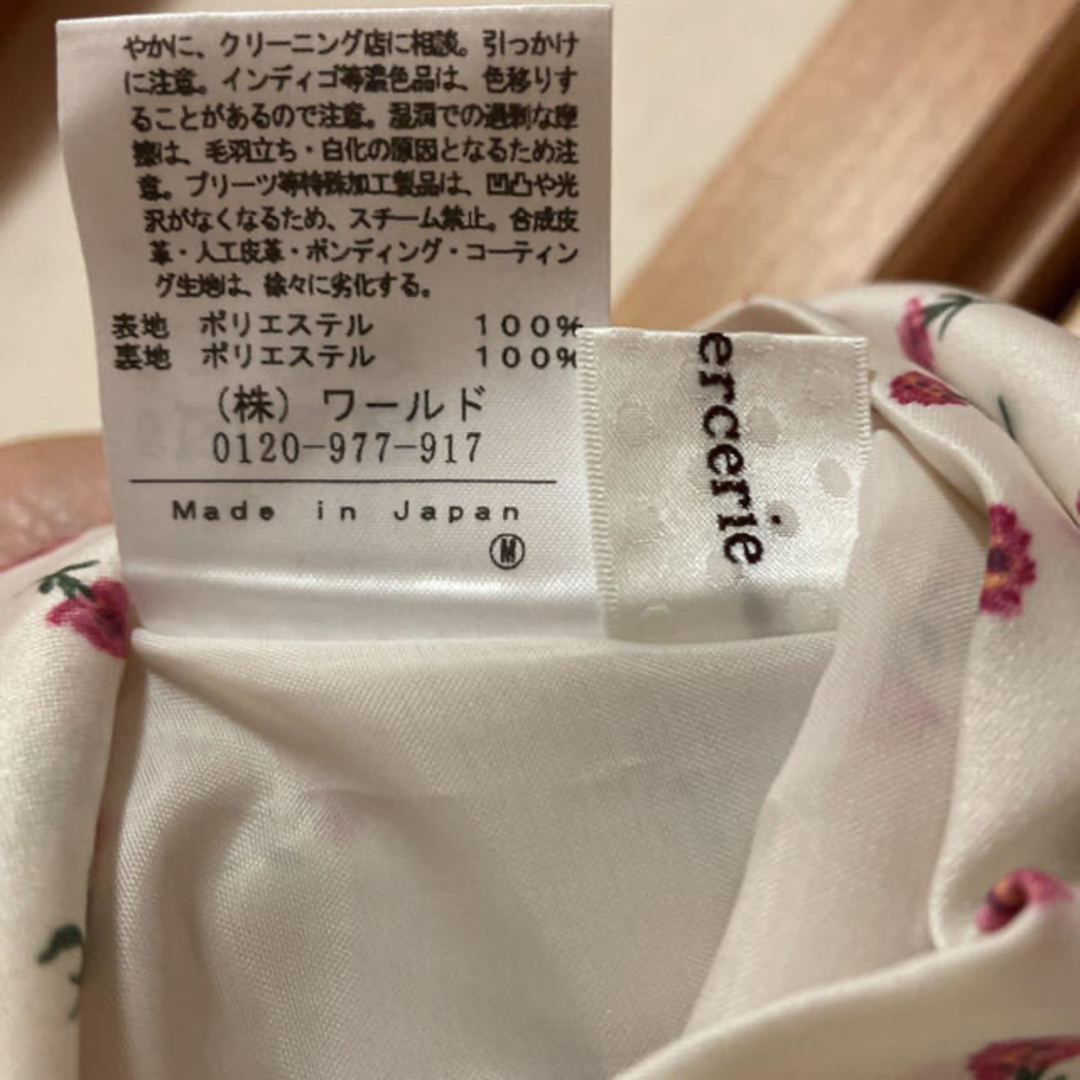 やかに、クリーニング店に相談。引っかけ
に注意。インディゴ等濃色品は、色移りす
ることがあるので注意。湿潤での過剰な摩
擦は、毛羽立ち・白化の原因となるため注
意。プリーツ等特殊加工製品は、凹凸や光
沢がなくなるため、スチーム禁止。合成皮
革・人工皮革・ボンディング・コーティン
グ生地は、徐々に劣化する。
表地 ポリエステル 100%
裏地 ポリエステル 100%
(株) ワールド
0120-977-917
Made in Japan
Ⓜ
ercerie